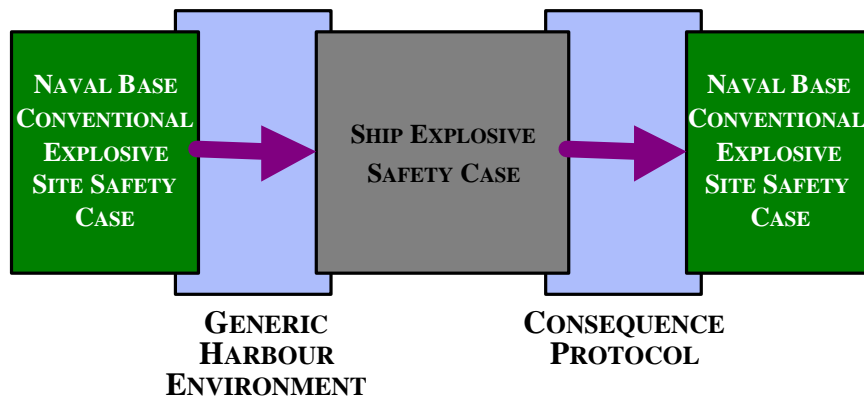 NAVAL BASE
CONVENTIONAL
EXPLOSIVE
SITE SAFETY
CASE
GENERIC
HARBOUR
ENVIRONMENT
SHIP EXPLOSIVE
SAFETY CASE
CONSEQUENCE
PROTOCOL
NAVAL BASE
CONVENTIONAL
EXPLOSIVE
SITE SAFETY
CASE